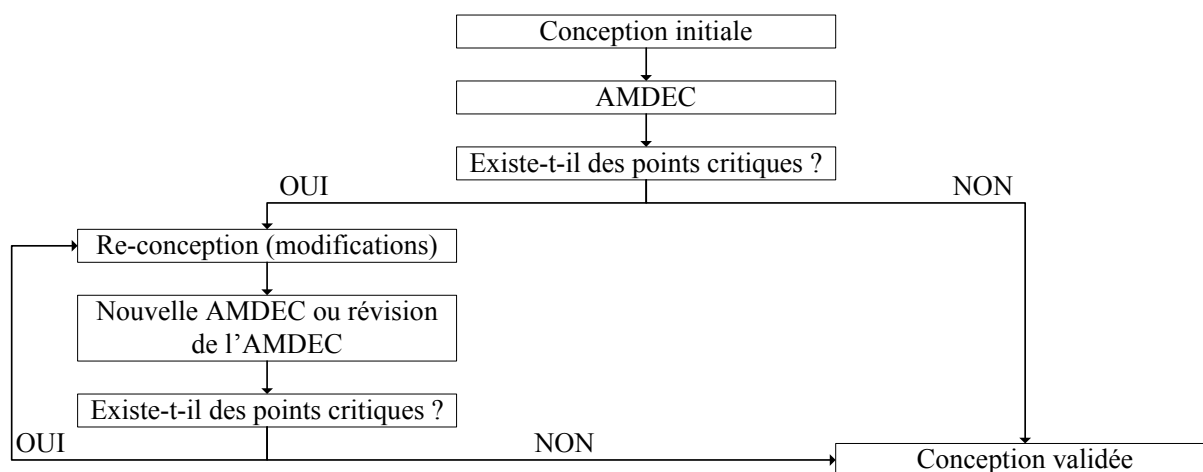 Conception initiale
AMDEC
Existe-t-il des points critiques ?
OUI
NON
Re-conception (modifications)
Nouvelle AMDEC ou révision
de l’AMDEC
Existe-t-il des points critiques ?
OUI
NON
Conception validée